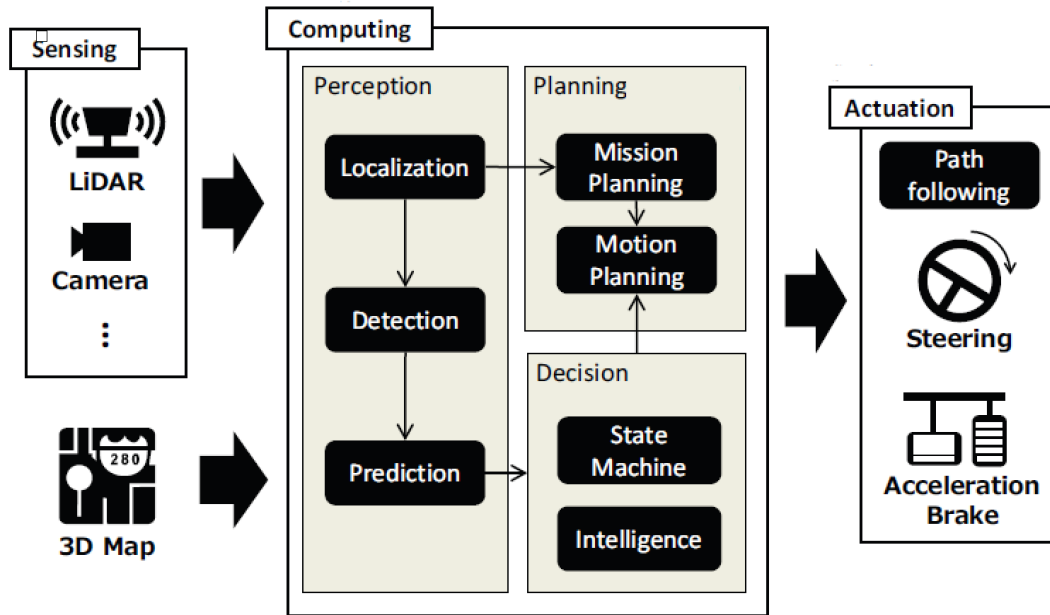 Sensing
LiDAR
Camera
280
3D Map
Computing
Perception
Localization
Detection
Prediction
Planning
Mission
Planning
Motion
Planning
Decision
State
Machine
Intelligence
Actuation
Path
following
Steering
Acceleration
Brake